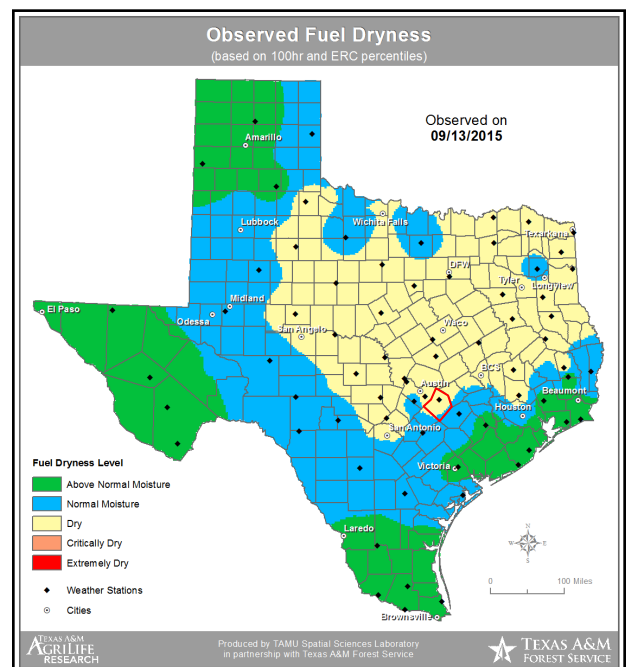 Observed Fuel Dryness
(based on 100hr and ERC percentiles)
Observed on
09/13/2015
Amarillo
Lubbock
Wichita Falls
Texarkana
DFW
Tyler
Longview
El Paso
Midland
Odessa
San Angelo
Waco
Austin
BCS
Beaumont
Houston
San Antonio
Victoria
Laredo
Brownsville
Fuel Dryness Level
Above Normal Moisture
Normal Moisture
Dry
Critically Dry
Extremely Dry
Weather Stations
Cities
N
W E
S
0 100 Miles
TEXAS A&M
AGRILIFE
RESEARCH
Produced by TAMU Spatial Sciences Laboratory
in partnership with Texas A&M Forest Service
TEXAS A&M
FOREST SERVICE